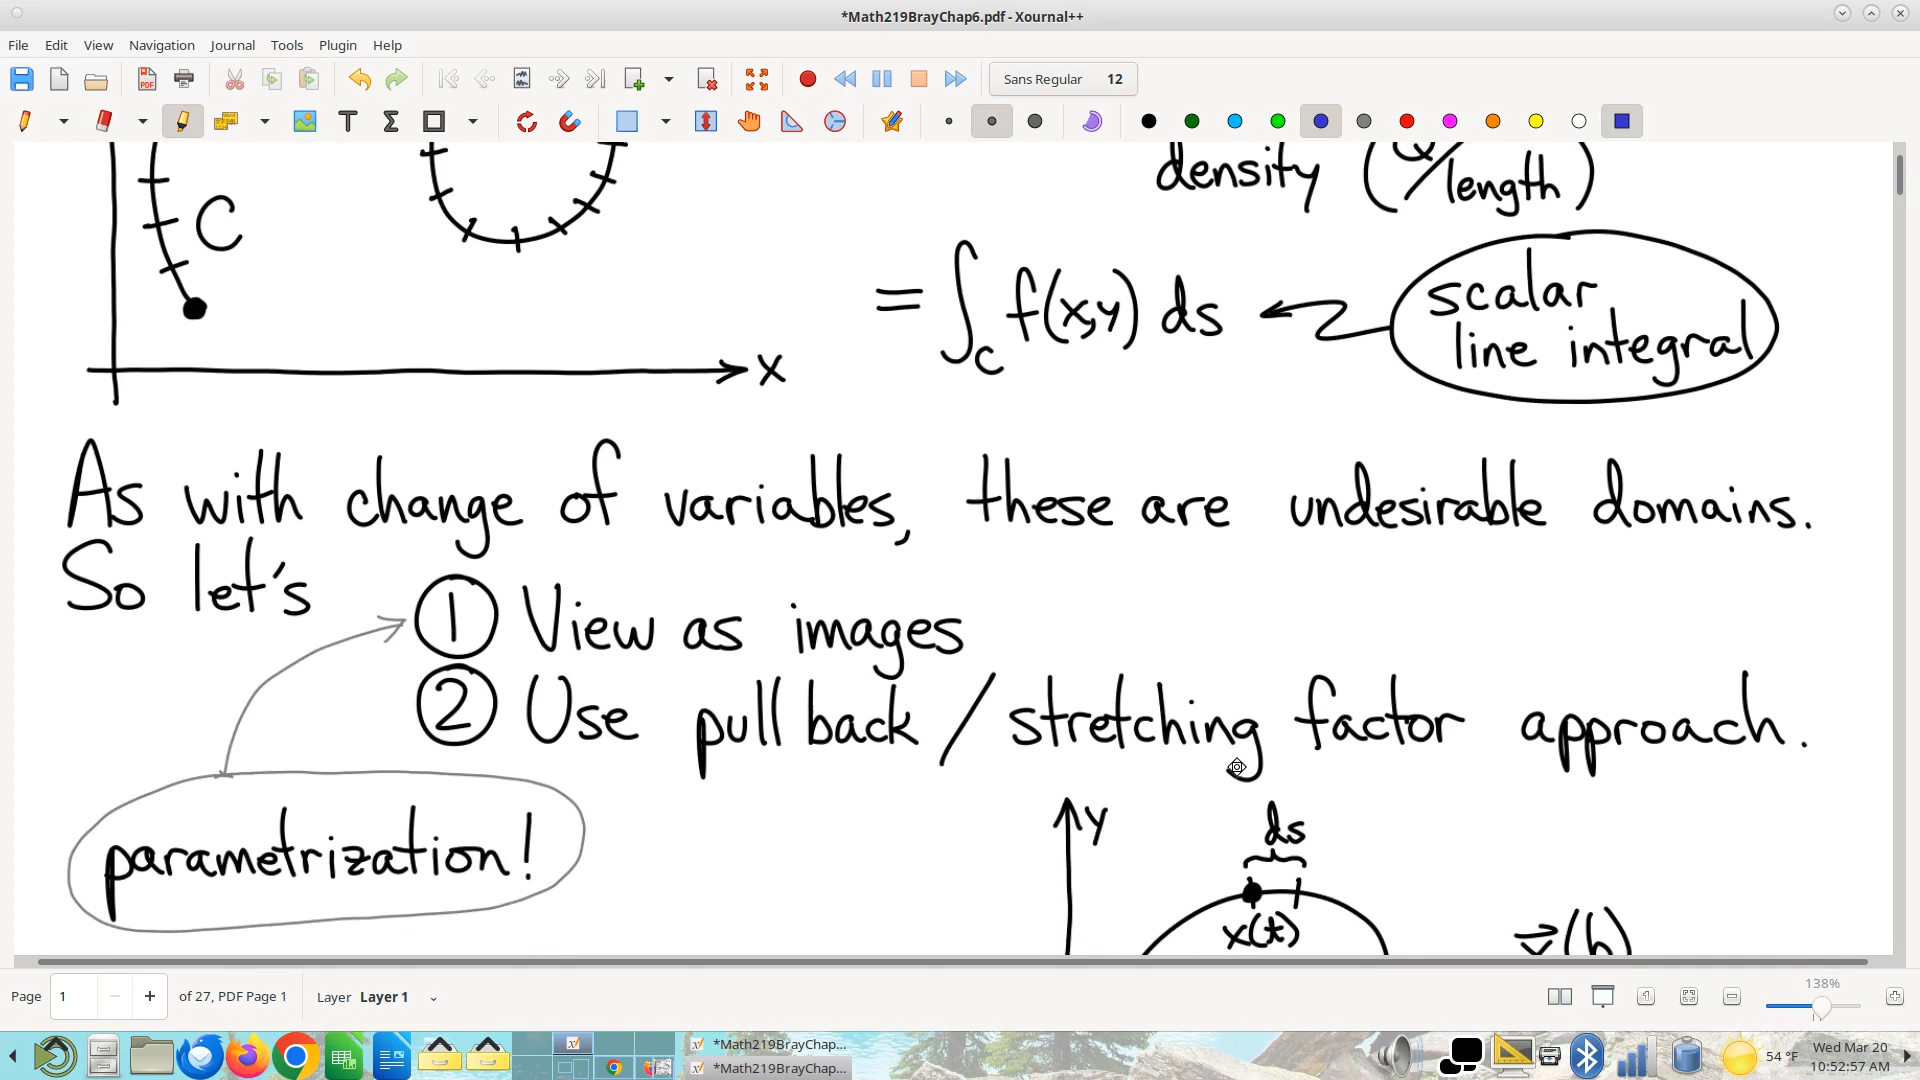 *Math219BrayChap6.pdf - Xournal++
File Edit View Navigation Journal Tools Plugin Help
Sans Regular 12
density (Q/length)
C
x
= ∫_C f(x,y) ds
scalar
line integral
As with change of variables, these are undesirable domains.
So let's
① View as images
② Use pull back / stretching factor approach.
parametrization!
y
ds
x(t)
v(b)
Page 1 of 27, PDF Page 1 Layer Layer 1
138%
*Math219BrayChap...
*Math219BrayChap...
54 °F
Wed Mar 20
10:52:57 AM